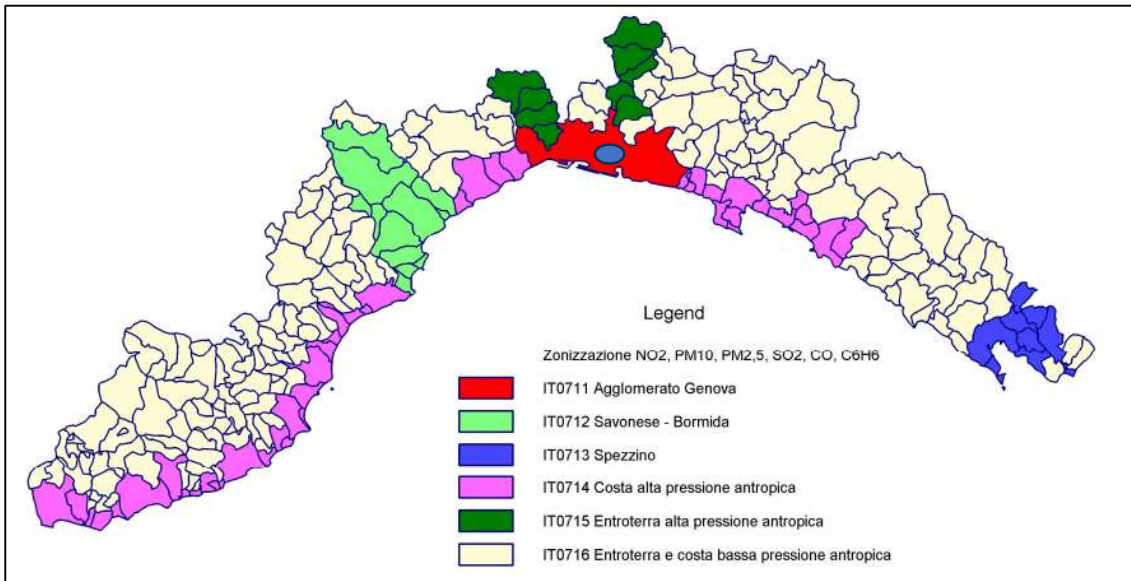 Legend
Zonizzazione NO2, PM10, PM2,5, SO2, CO, C6H6
IT0711 Agglomerato Genova
IT0712 Savonese - Bormida
IT0713 Spezzino
IT0714 Costa alta pressione antropica
IT0715 Entroterra alta pressione antropica
IT0716 Entroterra e costa bassa pressione antropica